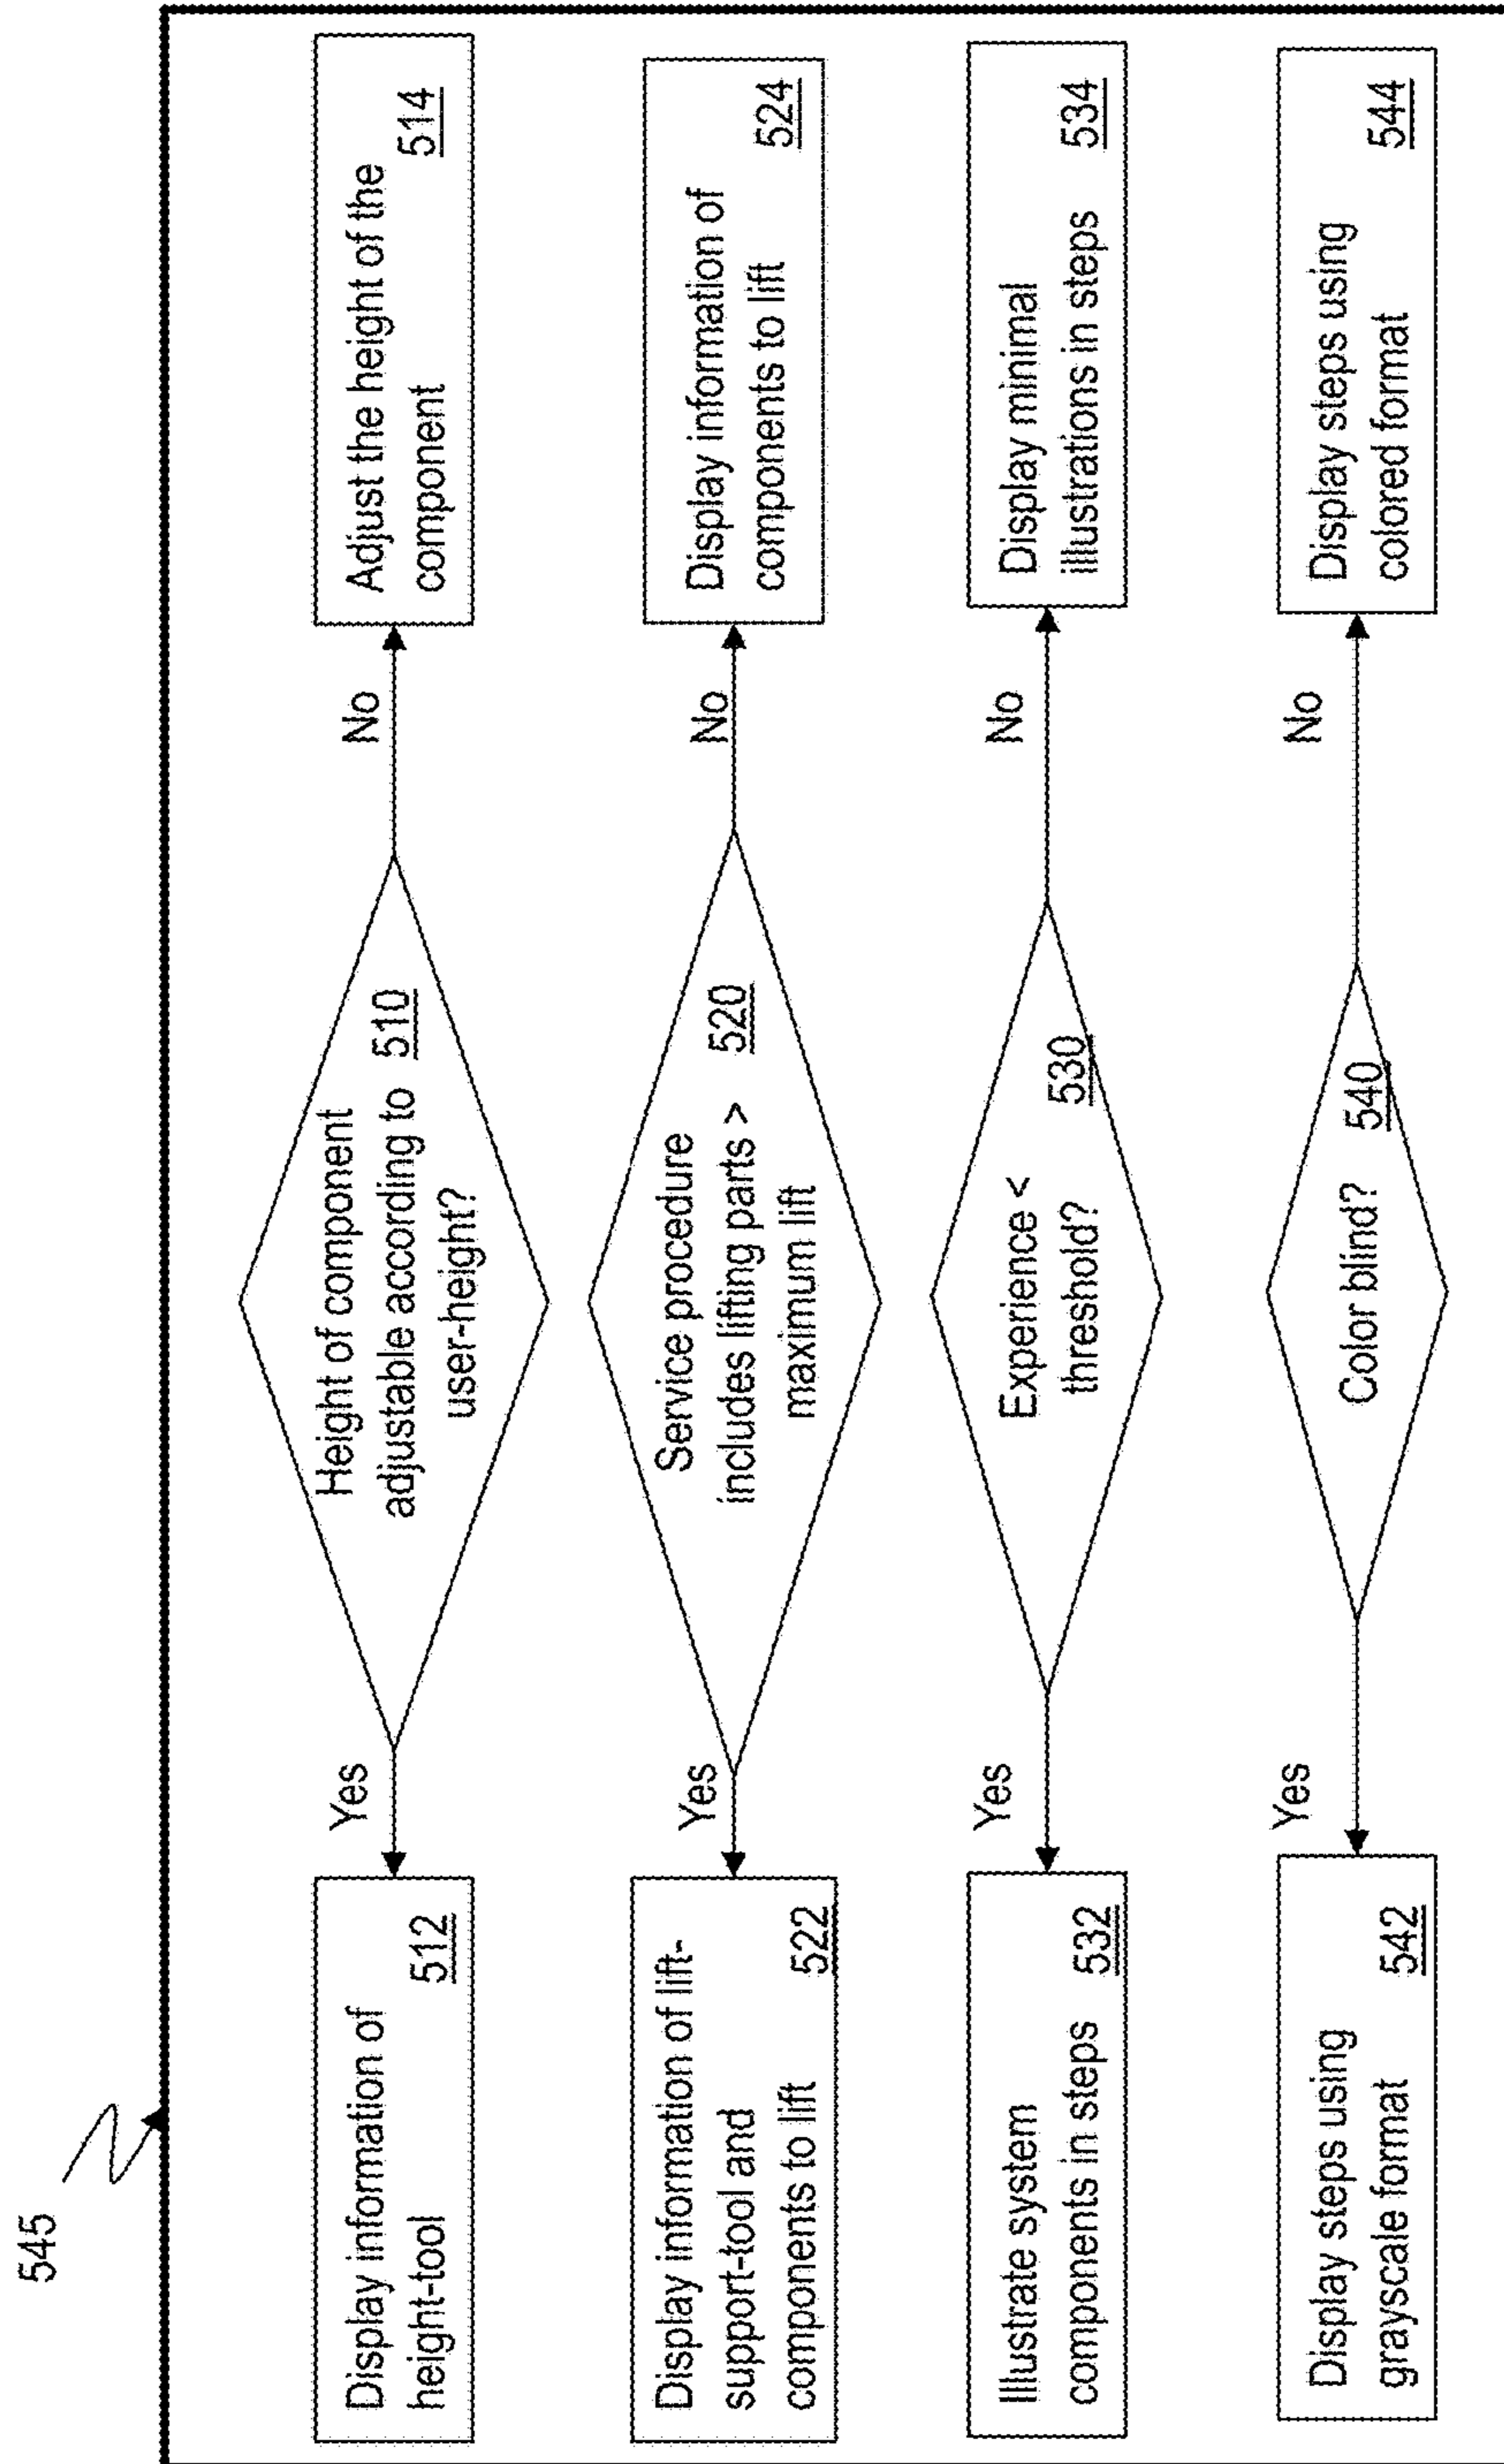 545
Display information of
height-tool
512
Yes
Height of component
adjustable according to 510
user-height?
No
Adjust the height of the
514
component
Display information of lift-
support-tool and
components to lift 522
Yes
Service procedure
includes lifting parts > 520
maximum lift
No
Display information of
components to lift 524
Illustrate system
components in steps 532
Yes
Experience <
threshold?
530
No
Display minimal
illustrations in steps 534
Display steps using
grayscale format 542
Yes
Color blind? 540
No
Display steps using
colored format 544